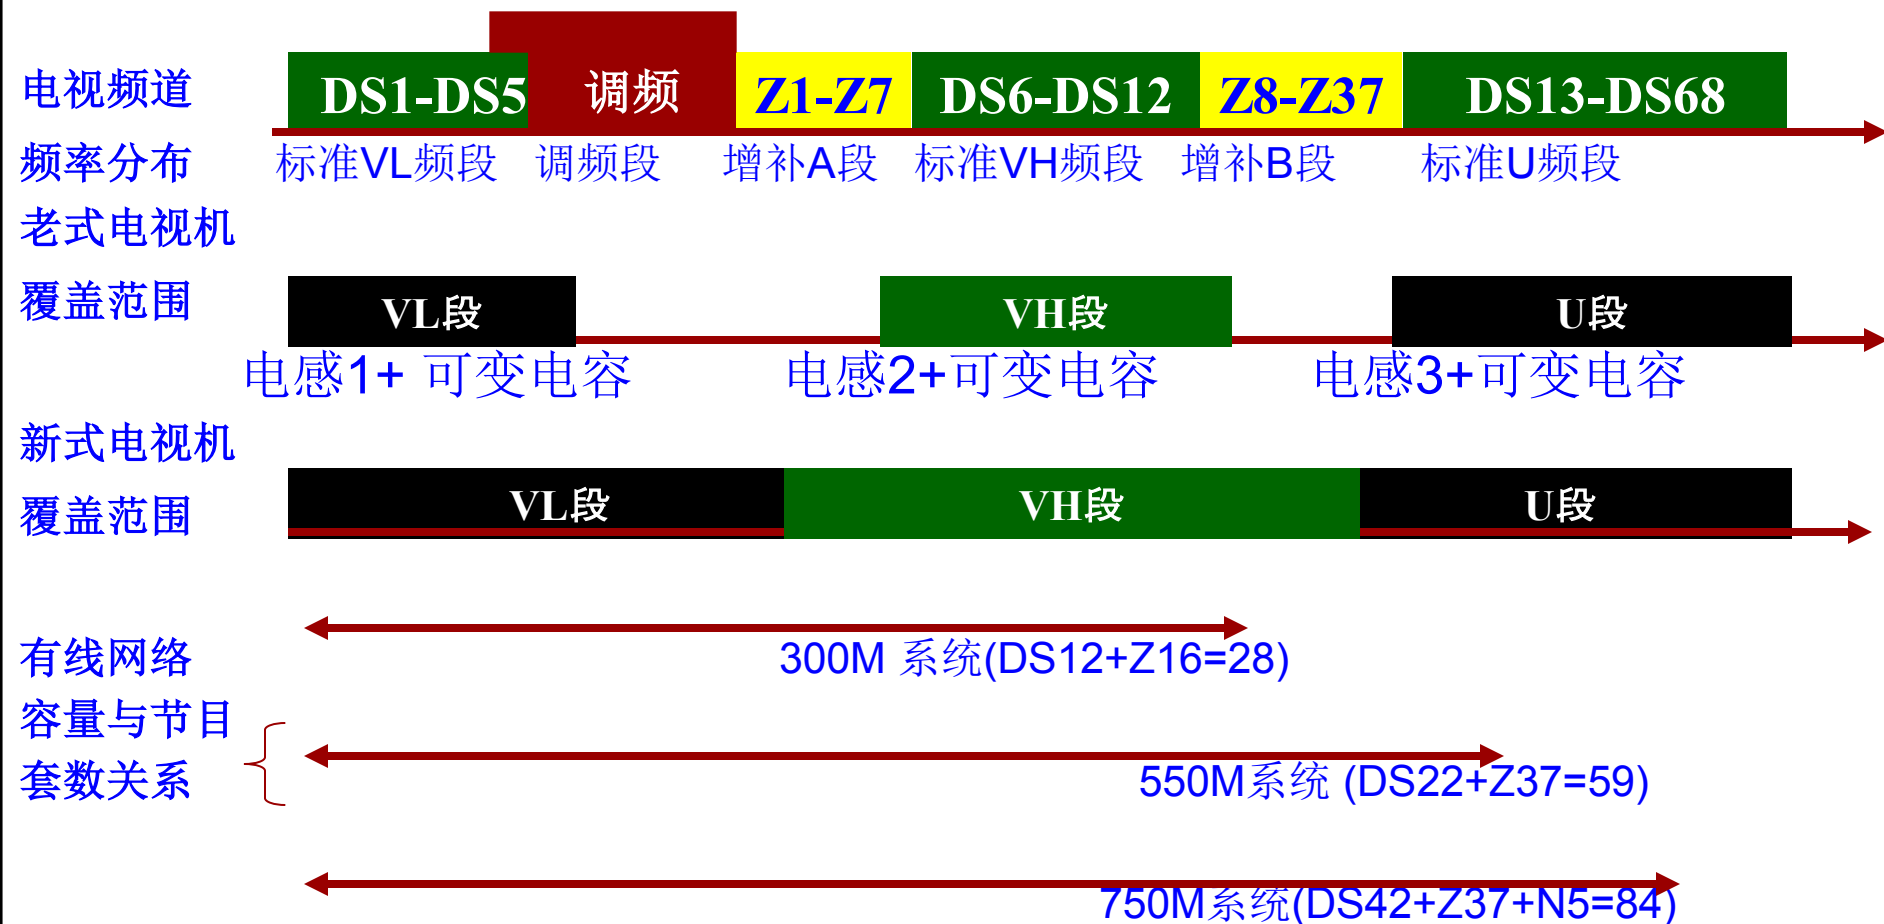 电视频道
DS1-DS5 调频 Z1-Z7 DS6-DS12 Z8-Z37 DS13-DS68
频率分布
标准VL频段 调频段 增补A段 标准VH频段 增补B段 标准U频段
老式电视机
覆盖范围
VL段 VH段 U段
电感1+ 可变电容 电感2+可变电容 电感3+可变电容
新式电视机
覆盖范围
VL段 VH段 U段
有线网络
300M 系统(DS12+Z16=28)
容量与节目
套数关系
550M系统 (DS22+Z37=59)
750M系统(DS42+Z37+N5=84)